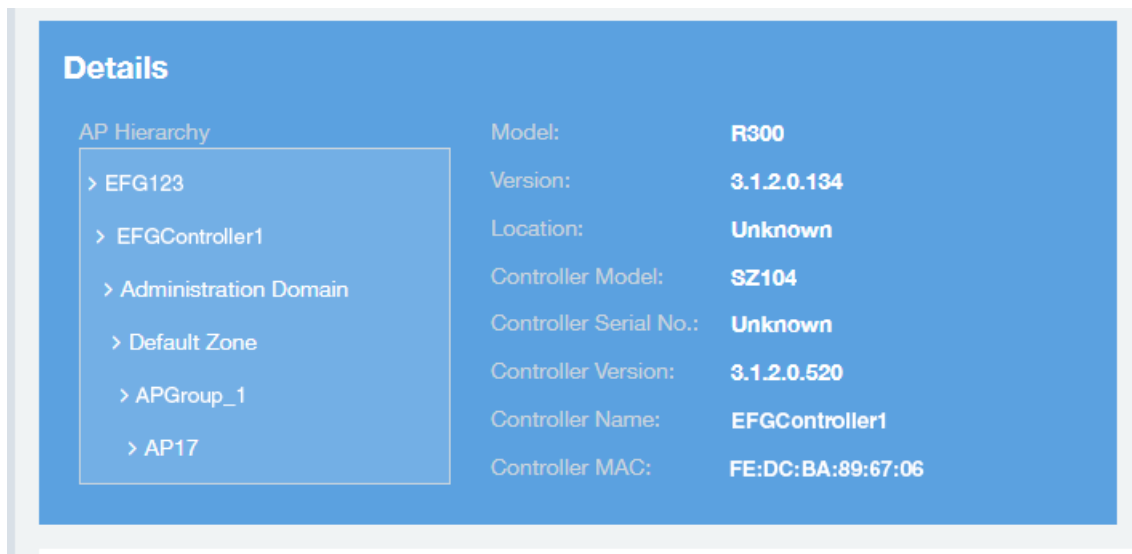 Details
AP Hierarchy
> EFG123
> EFGController1
> Administration Domain
> Default Zone
> APGroup_1
> AP17
Model: R300
Version: 3.1.2.0.134
Location: Unknown
Controller Model: SZ104
Controller Serial No.: Unknown
Controller Version: 3.1.2.0.520
Controller Name: EFGController1
Controller MAC: FE:DC:BA:89:67:06